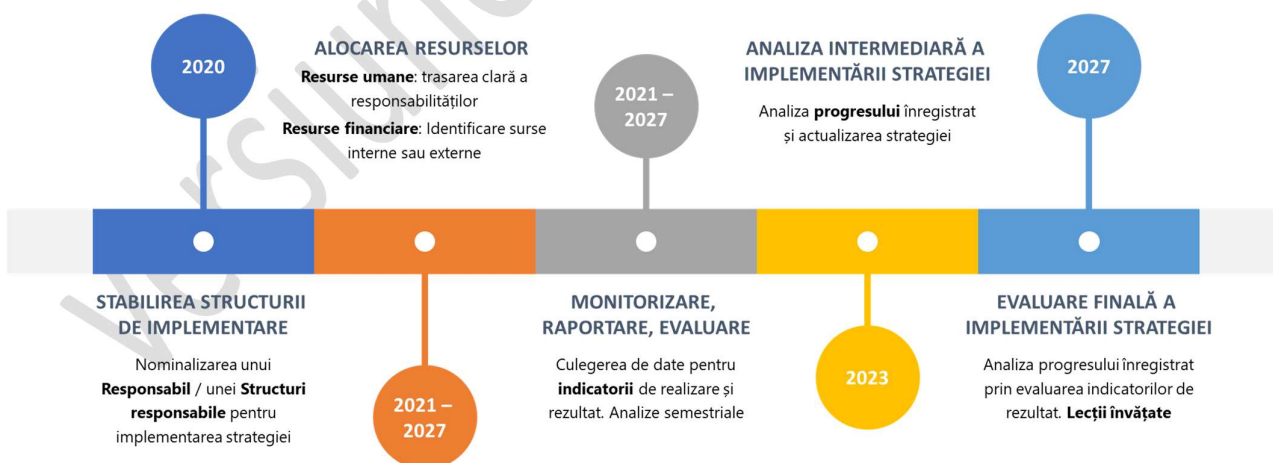 2020
ALOCAREA RESURSELOR
Resurse umane: trasarea clară a
responsabilităților
Resurse financiare: Identificare surse
interne sau externe
2021 –
2027
ANALIZA INTERMEDIARĂ A
IMPLEMENTĂRII STRATEGIEI
Analiza progresului înregistrat
și actualizarea strategiei
2027
STABILIREA STRUCTURII
DE IMPLEMENTARE
Nominalizarea unui
Responsabil / unei Structuri
responsabile pentru
implementarea strategiei
2021 –
2027
MONITORIZARE,
RAPORTARE, EVALUARE
Culegerea de date pentru
indicatorii de realizare și
rezultat. Analize semestriale
2023
EVALUARE FINALĂ A
IMPLEMENTĂRII STRATEGIEI
Analiza progresului înregistrat
prin evaluarea indicatorilor de
rezultat. Lecții învățate